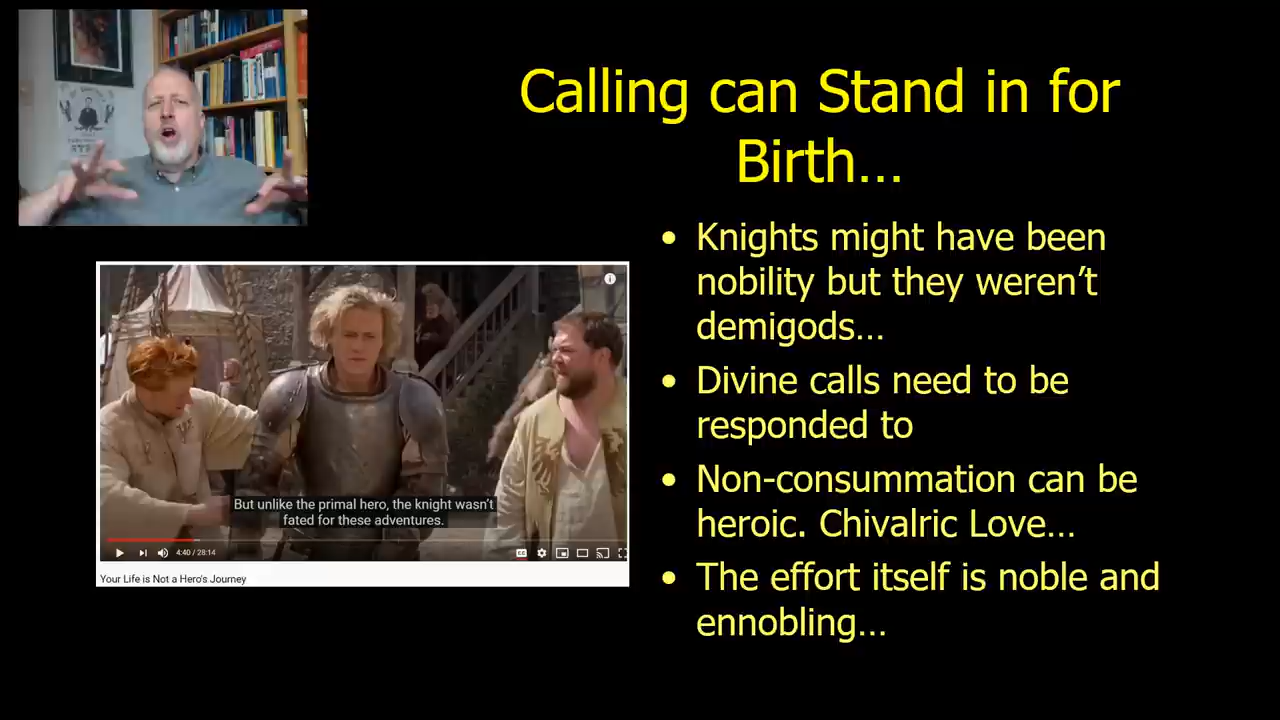 Calling can Stand in for
Birth...
• Knights might have been
nobility but they weren’t
demigods...
• Divine calls need to be
responded to
• Non-consummation can be
heroic. Chivalric Love...
• The effort itself is noble and
ennobling...
But unlike the primal hero, the knight wasn't
fated for these adventures.
4:40 / 28:14
CC
Your Life is Not a Hero's Journey